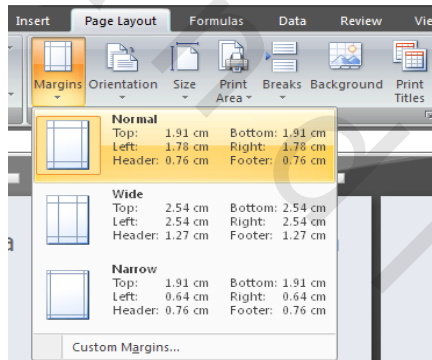 Insert Page Layout Formulas Data Review Vie
Margins Orientation Size Print Area Breaks Background Print Titles
Normal
Top: 1.91 cm Bottom: 1.91 cm
Left: 1.78 cm Right: 1.78 cm
Header: 0.76 cm Footer: 0.76 cm
Wide
Top: 2.54 cm Bottom: 2.54 cm
Left: 2.54 cm Right: 2.54 cm
Header: 1.27 cm Footer: 1.27 cm
Narrow
Top: 1.91 cm Bottom: 1.91 cm
Left: 0.64 cm Right: 0.64 cm
Header: 0.76 cm Footer: 0.76 cm
Custom Margins...